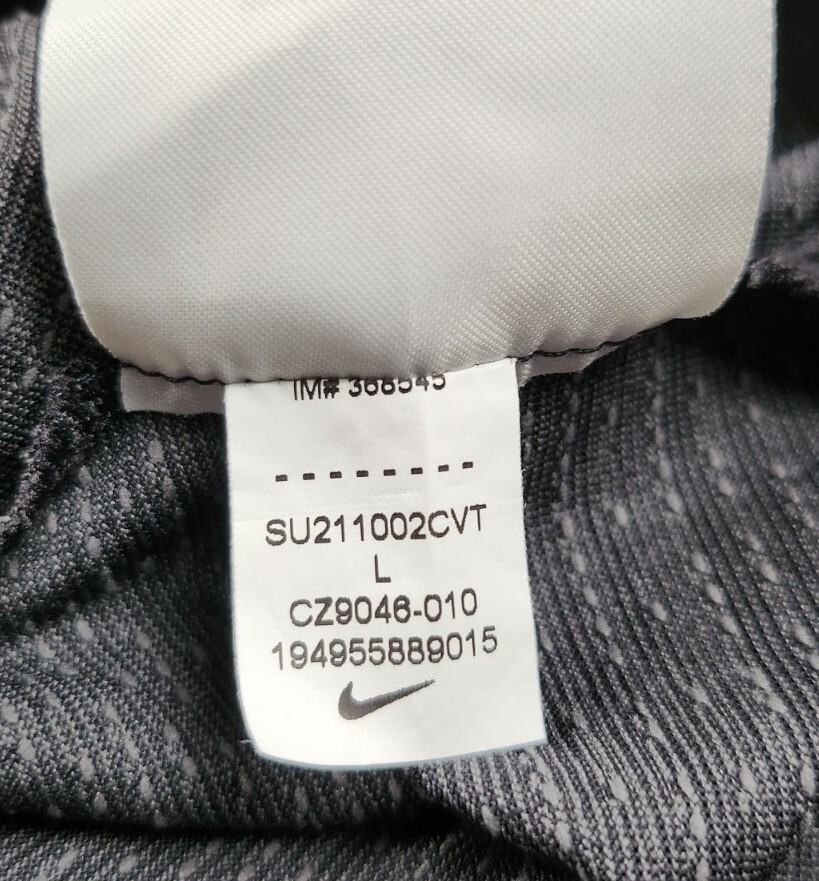 IM# 368545
--------
SU211002CVT
L
CZ9046-010
194955889015